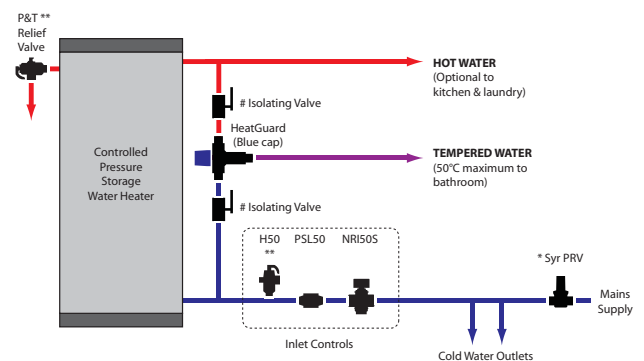 P&T **
Relief
Valve
HOT WATER
(Optional to
kitchen & laundry)
# Isolating Valve
HeatGuard
(Blue cap)
Controlled
Pressure
Storage
Water Heater
TEMPERED WATER
(50°C maximum to
bathroom)
# Isolating Valve
H50
**
PSL50
NRI50S
* Syr PRV
Mains
Supply
Inlet Controls
Cold Water Outlets